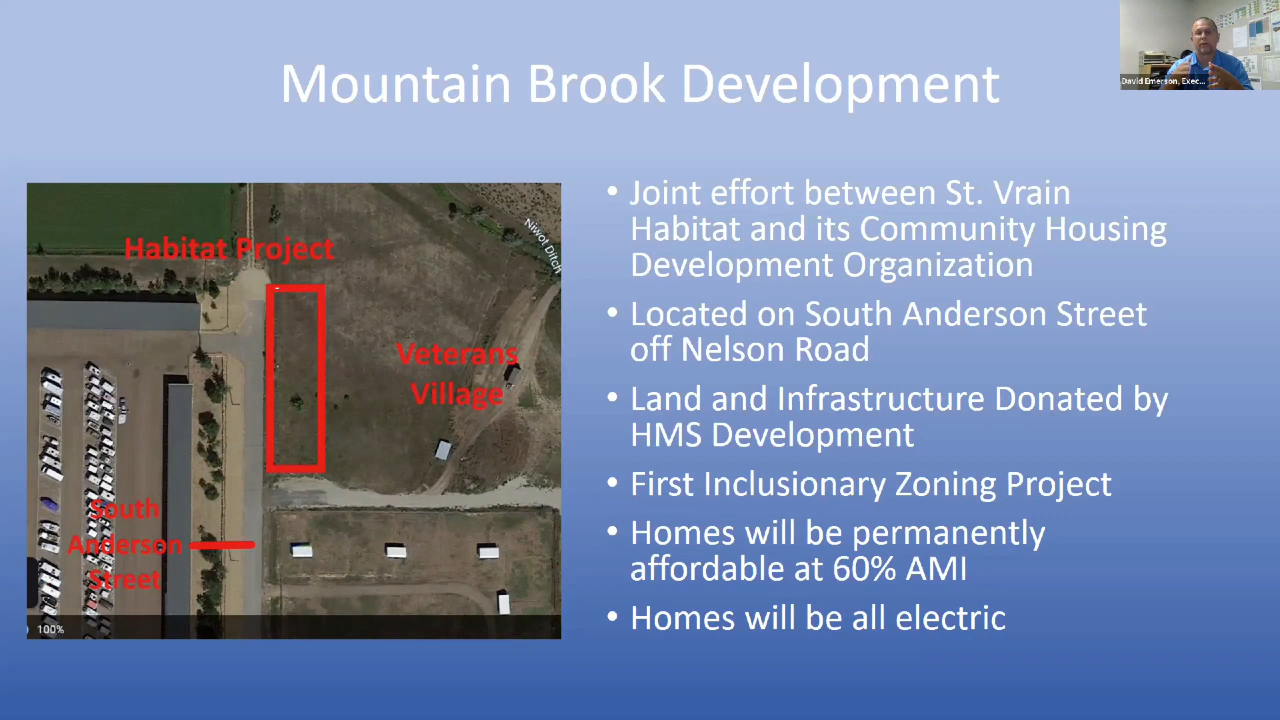 Mountain Brook Development
David Emerson, Exec...
Habitat Project
Niwot Ditch
Veterans
Village
South
Anderson
Street
100%
• Joint effort between St. Vrain
Habitat and its Community Housing
Development Organization
• Located on South Anderson Street
off Nelson Road
• Land and Infrastructure Donated by
HMS Development
• First Inclusionary Zoning Project
• Homes will be permanently
affordable at 60% AMI
• Homes will be all electric